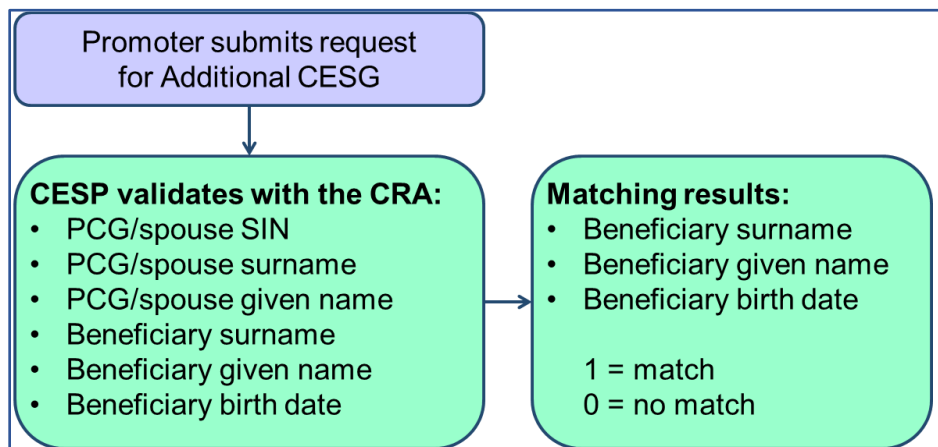 Promoter submits request
for Additional CESG
CESP validates with the CRA:
• PCG/spouse SIN
• PCG/spouse surname
• PCG/spouse given name
• Beneficiary surname
• Beneficiary given name
• Beneficiary birth date
Matching results:
• Beneficiary surname
• Beneficiary given name
• Beneficiary birth date
1 = match
0 = no match